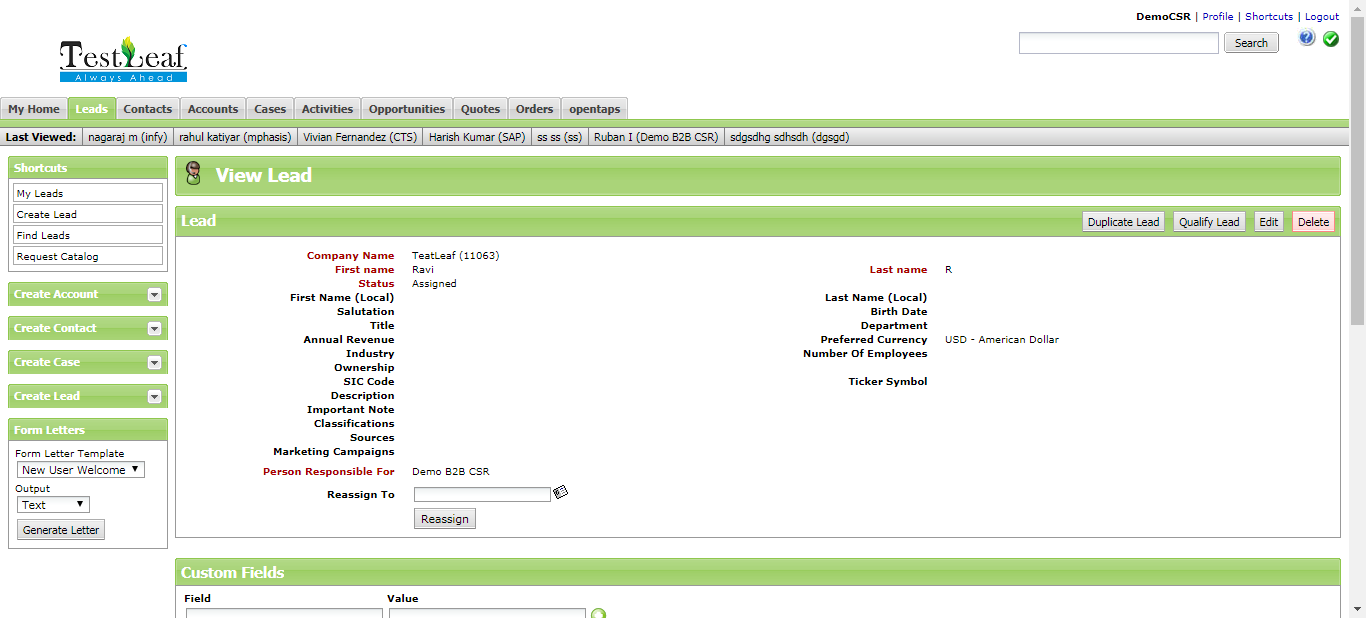 DemoCSR | Profile | Shortcuts | Logout
Search
TestLeaf
Always Ahead
My Home Leads Contacts Accounts Cases Activities Opportunities Quotes Orders opentaps
Last Viewed: nagaraj m (infy) rahul katiyar (mphasis) Vivian Fernandez (CTS) Harish Kumar (SAP) ss ss (ss) Ruban I (Demo B2B CSR) sdgsdhg sdhsdh (dgsgd)
Shortcuts
My Leads
Create Lead
Find Leads
Request Catalog
Create Account
Create Contact
Create Case
Create Lead
Form Letters
Form Letter Template
New User Welcome
Output
Text
Generate Letter
View Lead
Lead Duplicate Lead Qualify Lead Edit Delete
Company Name TeatLeaf (11063)
First name Ravi Last name R
Status Assigned
First Name (Local) Last Name (Local)
Salutation Birth Date
Title Department
Annual Revenue Preferred Currency USD - American Dollar
Industry Number Of Employees
Ownership
SIC Code Ticker Symbol
Description
Important Note
Classifications
Sources
Marketing Campaigns
Person Responsible For Demo B2B CSR
Reassign To
Reassign
Custom Fields
Field Value